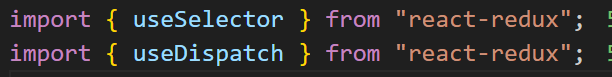 import { useSelector } from "react-redux";
import { useDispatch } from "react-redux";